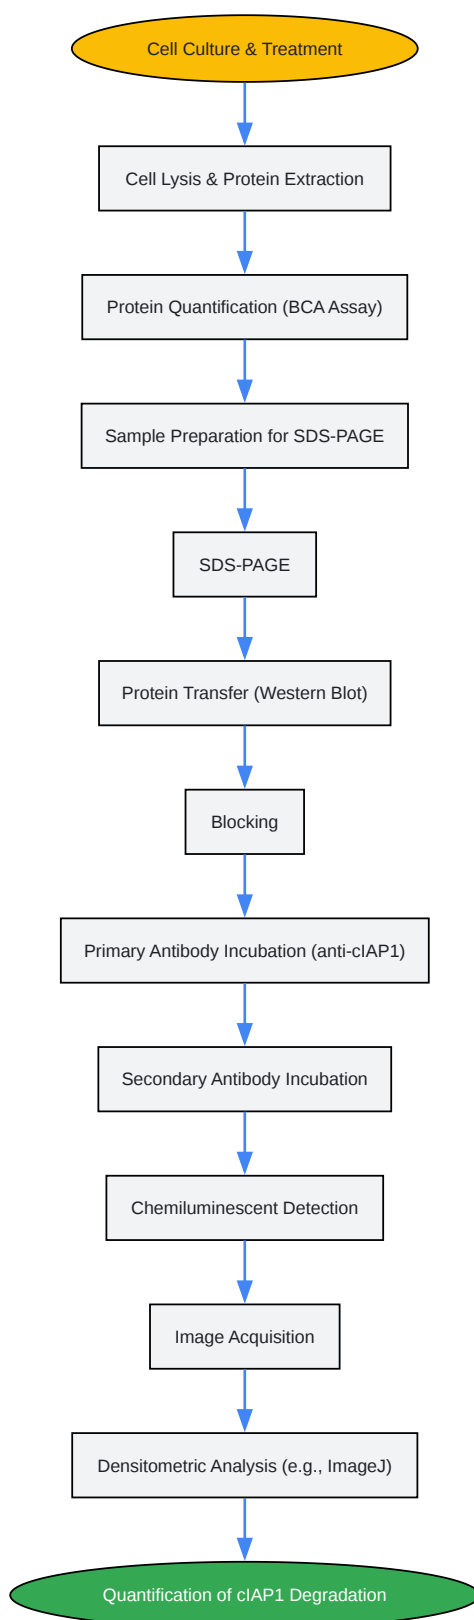 Cell Culture & Treatment
Cell Lysis & Protein Extraction
Protein Quantification (BCA Assay)
Sample Preparation for SDS-PAGE
SDS-PAGE
Protein Transfer (Western Blot)
Blocking
Primary Antibody Incubation (anti-cIAP1)
Secondary Antibody Incubation
Chemiluminescent Detection
Image Acquisition
Densitometric Analysis (e.g., ImageJ)
Quantification of cIAP1 Degradation